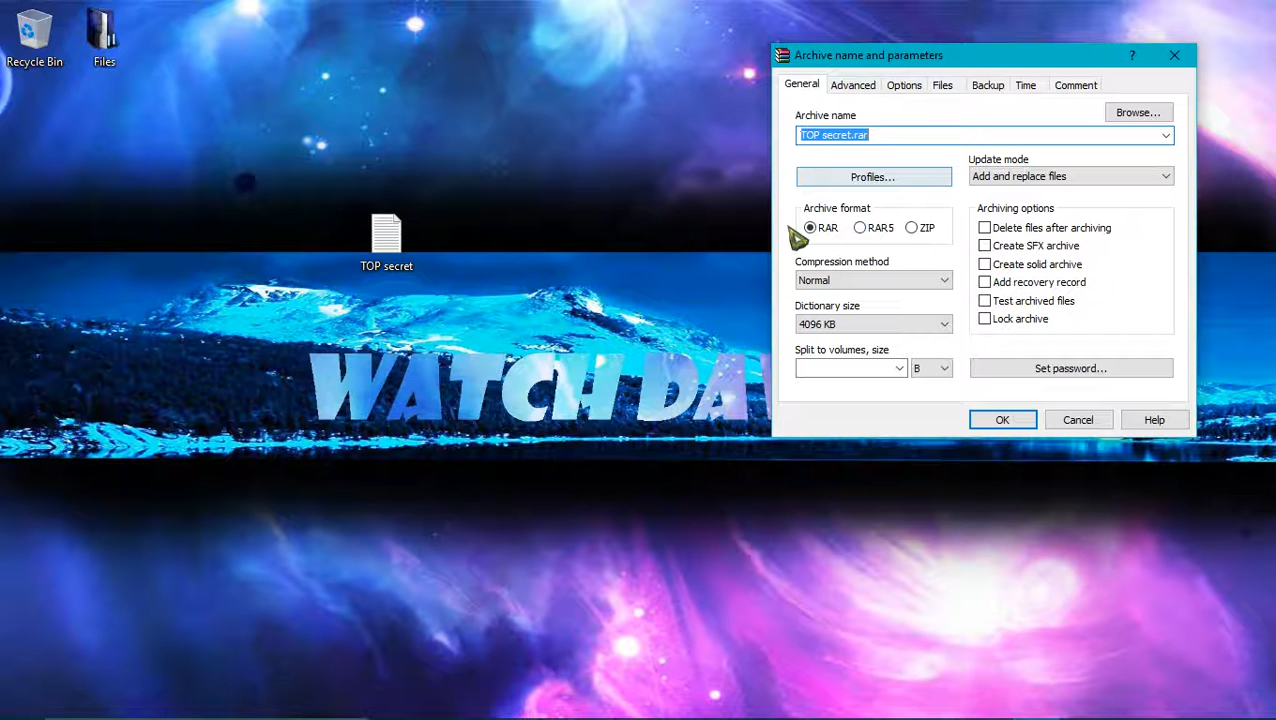 Recycle Bin
Files
TOP secret
WATCH DA
Archive name and parameters
?
General
Advanced
Options
Files
Backup
Time
Comment
Archive name
Browse...
TOP secret.rar
Profiles...
Update mode
Add and replace files
Archive format
RAR
RAR5
ZIP
Compression method
Normal
Dictionary size
4096 KB
Split to volumes, size
B
Archiving options
Delete files after archiving
Create SFX archive
Create solid archive
Add recovery record
Test archived files
Lock archive
Set password...
OK
Cancel
Help